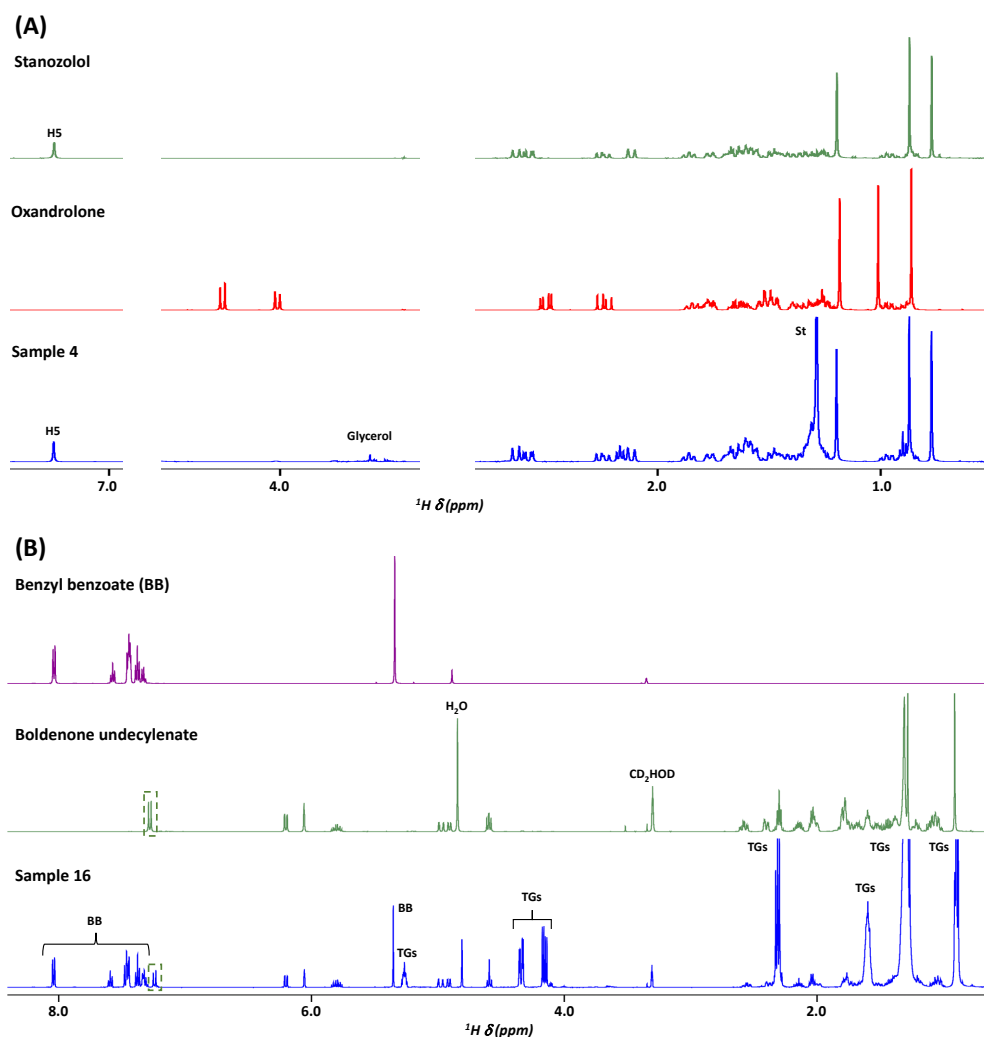 (A)
Stanozolol
H5
Oxandrolone
Sample 4
St
H5
Glycerol
7.0 4.0 2.0 1.0
1H δ (ppm)
(B)
Benzyl benzoate (BB)
H2O
Boldenone undecylenate
CD2HOD
TGs TGs TGs
Sample 16
BB TGs TGs
BB
TGs
8.0 6.0 4.0 2.0
1H δ (ppm)